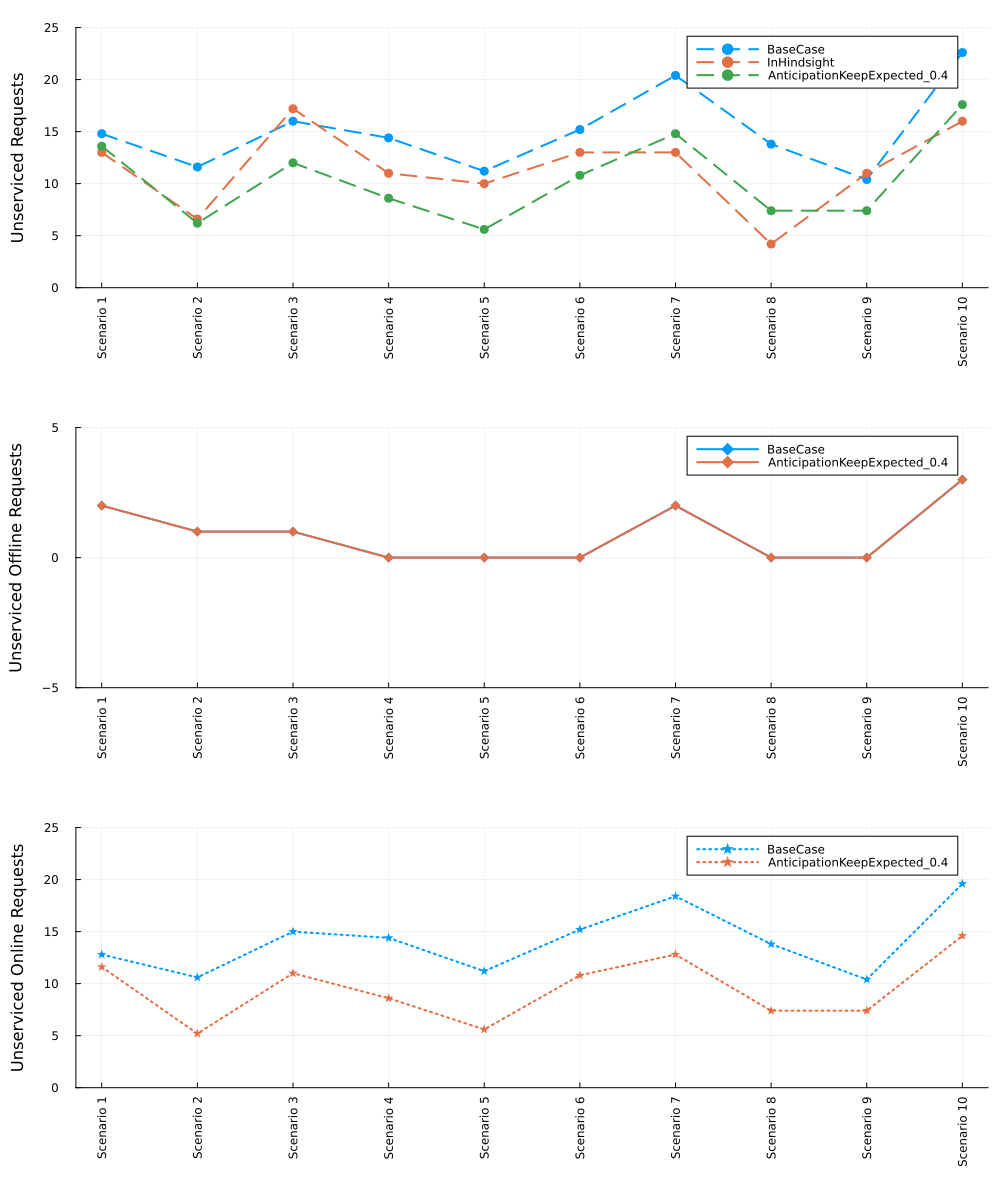 Unserviced Requests
25
20
15
10
5
0
BaseCase
InHindsight
AnticipationKeepExpected_0.4
Scenario 1
Scenario 2
Scenario 3
Scenario 4
Scenario 5
Scenario 6
Scenario 7
Scenario 8
Scenario 9
Scenario 10
Unserviced Offline Requests
5
0
−5
BaseCase
AnticipationKeepExpected_0.4
Scenario 1
Scenario 2
Scenario 3
Scenario 4
Scenario 5
Scenario 6
Scenario 7
Scenario 8
Scenario 9
Scenario 10
Unserviced Online Requests
25
20
15
10
5
0
BaseCase
AnticipationKeepExpected_0.4
Scenario 1
Scenario 2
Scenario 3
Scenario 4
Scenario 5
Scenario 6
Scenario 7
Scenario 8
Scenario 9
Scenario 10